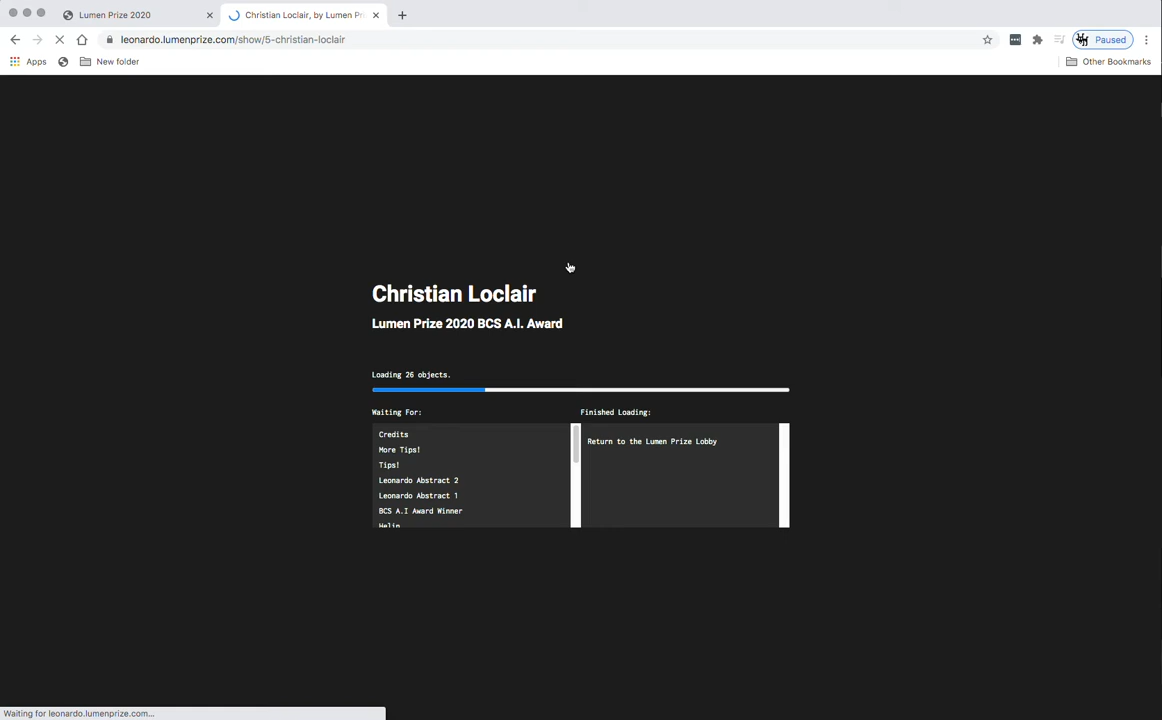 Lumen Prize 2020
Christian Loclair, by Lumen Pr
leonardo.lumenprize.com/show/5-christian-loclair
Paused
Apps
New folder
Other Bookmarks
Christian Loclair
Lumen Prize 2020 BCS A.I. Award
Loading 26 objects.
Waiting For:
Finished Loading:
Credits
Return to the Lumen Prize Lobby
More Tips!
Tips!
Leonardo Abstract 2
Leonardo Abstract 1
BCS A.I Award Winner
Helin
Waiting for leonardo.lumenprize.com...